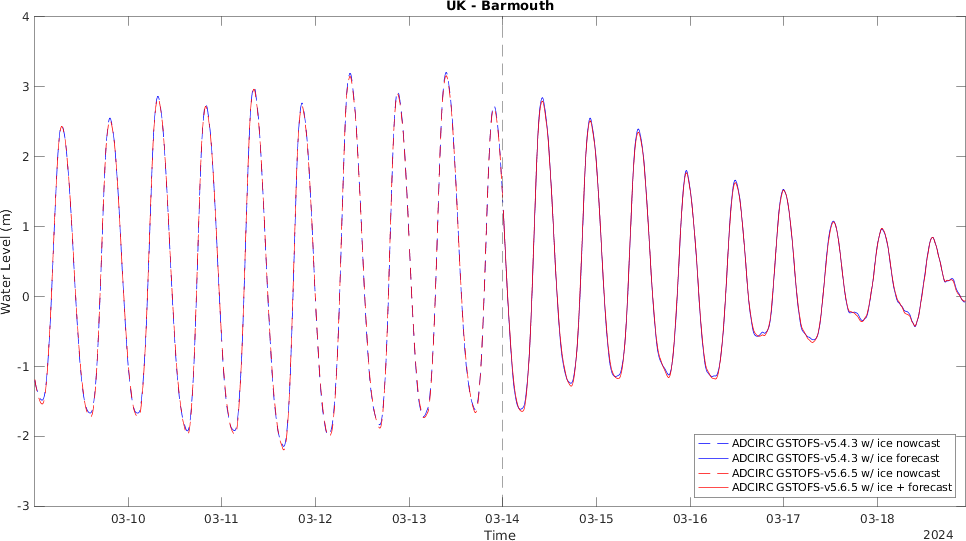 UK - Barmouth
4
3
2
1
0
-1
-2
-3
Water Level (m)
03-10 03-11 03-12 03-13 03-14 03-15 03-16 03-17 03-18
Time
2024
ADCIRC GSTOFS-v5.4.3 w/ ice nowcast
ADCIRC GSTOFS-v5.4.3 w/ ice forecast
ADCIRC GSTOFS-v5.6.5 w/ ice nowcast
ADCIRC GSTOFS-v5.6.5 w/ ice + forecast